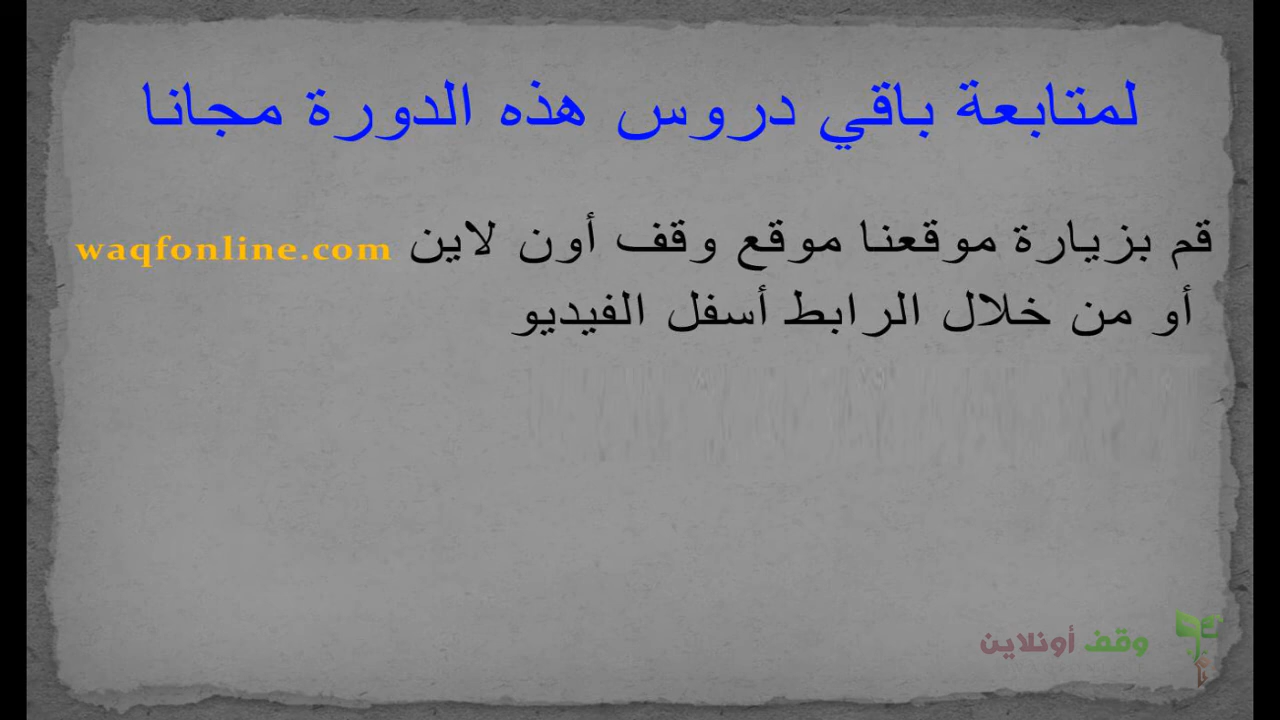 لمتابعة باقي دروس هذه الدورة مجانا
قم بزيارة موقعنا موقع وقف أون لاين waqfonline.com
أو من خلال الرابط أسفل الفيديو
وقف أونلاين